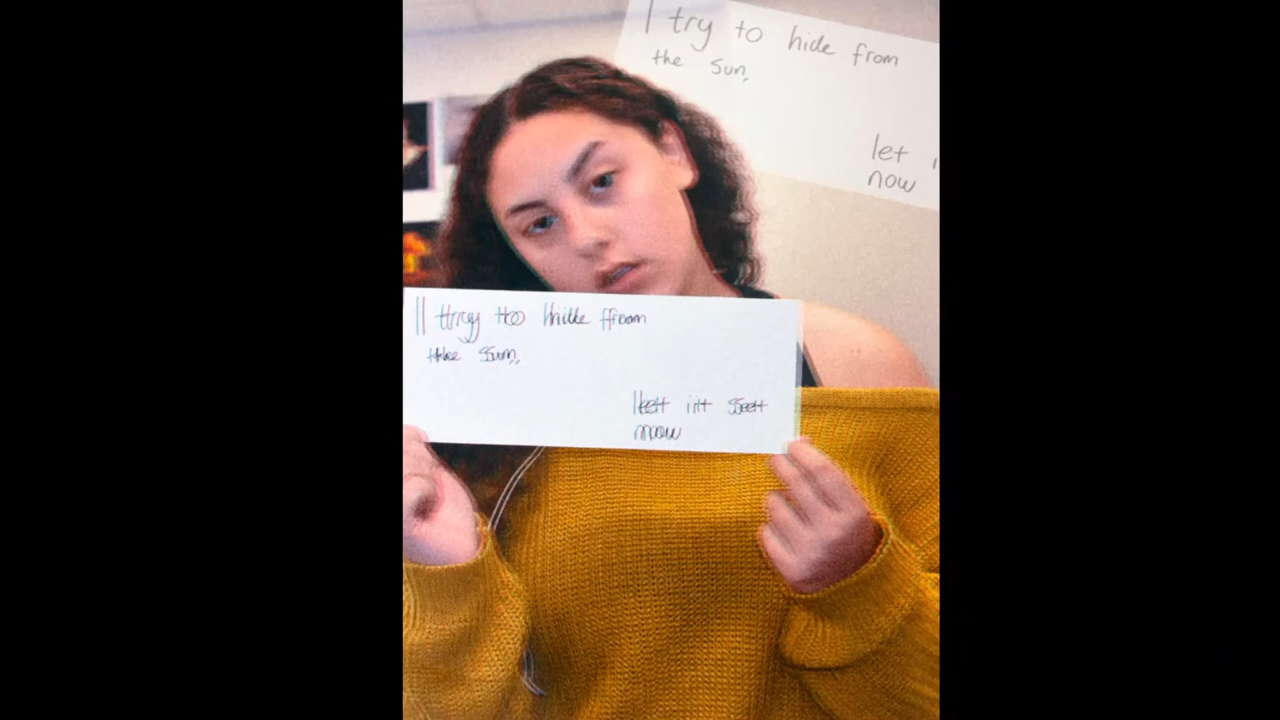 I try to hide from
the sun,
let
now
I try to hide from
the sun,
let it set
now